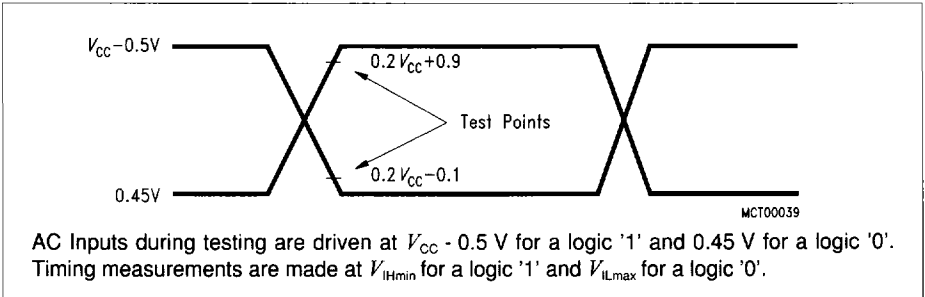 V_CC−0.5V
0.2 V_CC+0.9
Test Points
0.2 V_CC−0.1
0.45V
MCT00039
AC Inputs during testing are driven at V_CC - 0.5 V for a logic '1' and 0.45 V for a logic '0'.
Timing measurements are made at V_IHmin for a logic '1' and V_ILmax for a logic '0'.